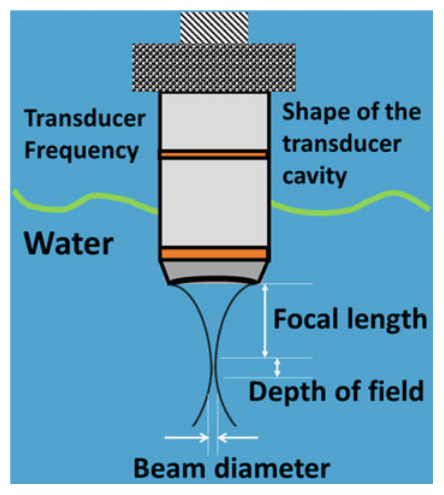 Transducer
Frequency
Shape of the
transducer
cavity
Water
Focal length
Depth of field
Beam diameter